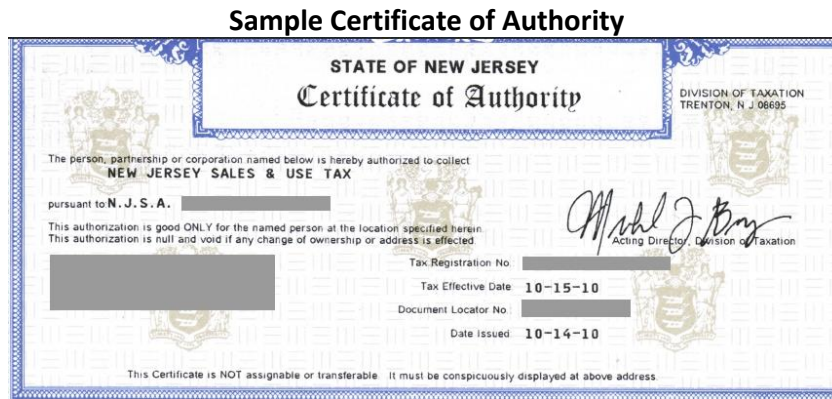 Sample Certificate of Authority
STATE OF NEW JERSEY
Certificate of Authority
DIVISION OF TAXATION
TRENTON, N J 08695
The person, partnership or corporation named below is hereby authorized to collect
NEW JERSEY SALES & USE TAX
pursuant to N.J.S.A.
This authorization is good ONLY for the named person at the location specified herein
This authorization is null and void if any change of ownership or address is effected
Acting Director, Division of Taxation
Tax Registration No.
Tax Effective Date 10-15-10
Document Locator No.
Date Issued 10-14-10
This Certificate is NOT assignable or transferable. It must be conspicuously displayed at above address.